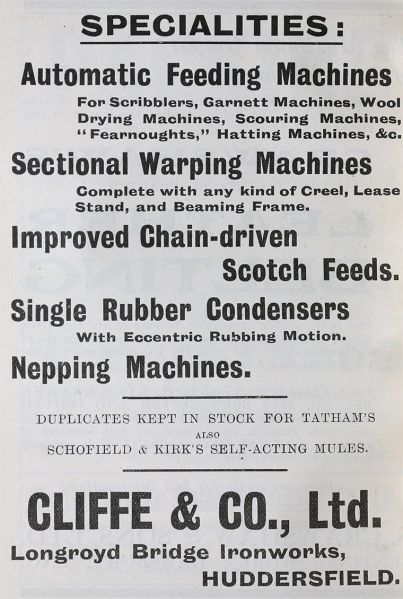 SPECIALITIES:
Automatic Feeding Machines
For Scribblers, Garnett Machines, Wool
Drying Machines, Scouring Machines,
"Fearnoughts," Hatting Machines, &c.
Sectional Warping Machines
Complete with any kind of Creel, Lease
Stand, and Beaming Frame.
Improved Chain-driven
Scotch Feeds.
Single Rubber Condensers
With Eccentric Rubbing Motion.
Nepping Machines.
DUPLICATES KEPT IN STOCK FOR TATHAM'S
ALSO
SCHOFIELD & KIRK'S SELF-ACTING MULES.
CLIFFE & CO., Ltd.
Longroyd Bridge Ironworks,
HUDDERSFIELD.